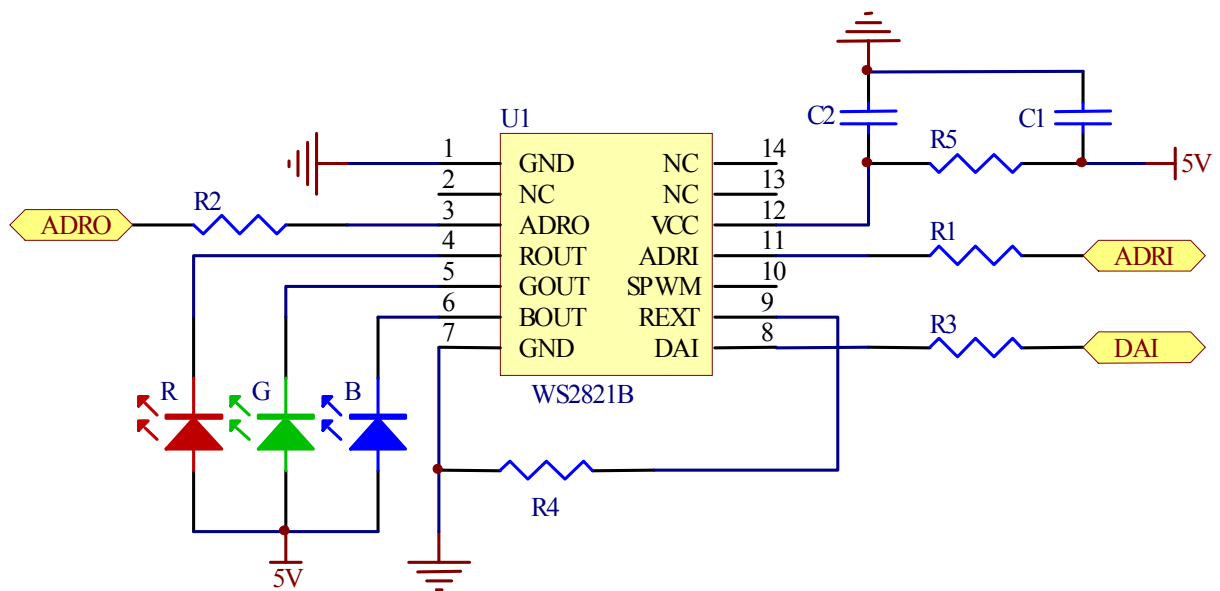 U1
C2
C1
R5
5V
1 GND NC 14
2 NC NC 13
ADRO R2 3 ADRO VCC 12
4 ROUT ADRI 11 R1 ADRI
5 GOUT SPWM 10
6 BOUT REXT 9
7 GND DAI 8 R3 DAI
WS2821B
R G B
R4
5V